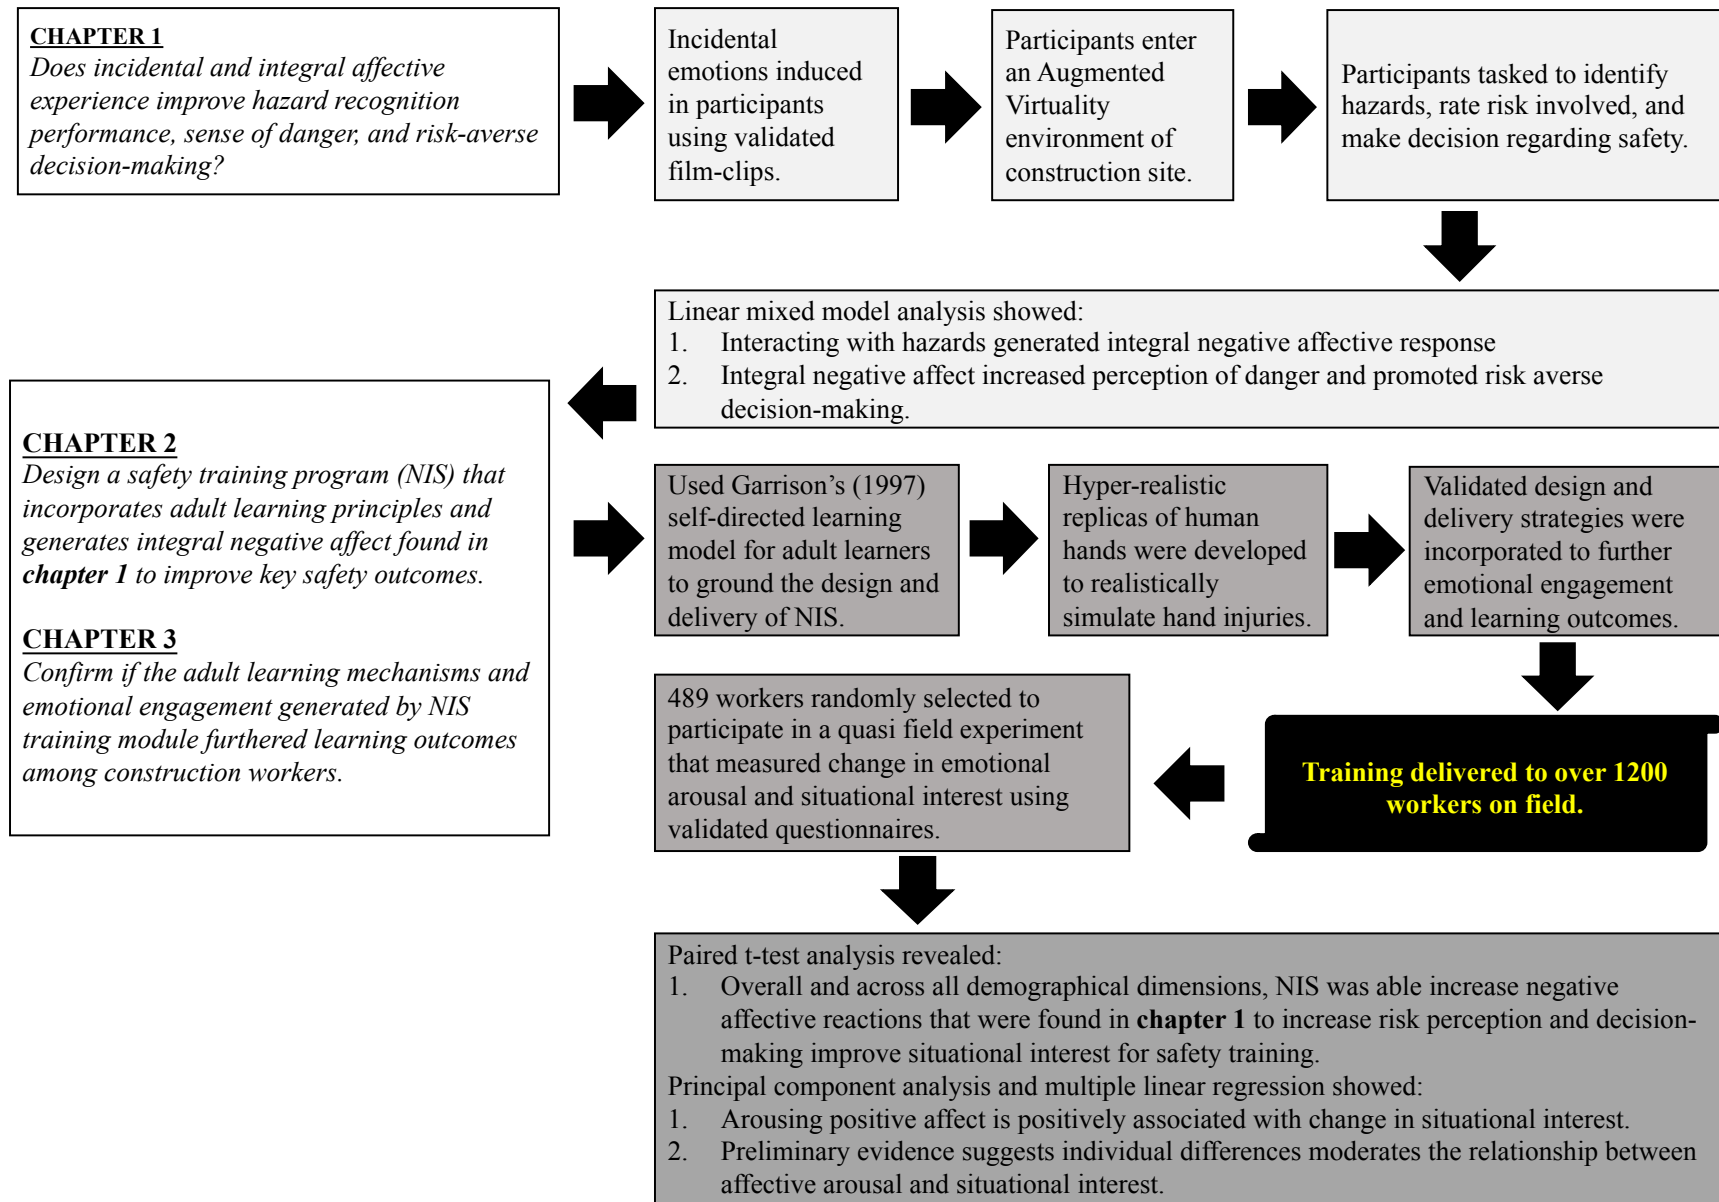 CHAPTER 1
Does incidental and integral affective
experience improve hazard recognition
performance, sense of danger, and risk-averse
decision-making?
Incidental
emotions induced
in participants
using validated
film-clips.
Participants enter
an Augmented
Virtuality
environment of
construction site.
Participants tasked to identify
hazards, rate risk involved, and
make decision regarding safety.
Linear mixed model analysis showed:
1. Interacting with hazards generated integral negative affective response
2. Integral negative affect increased perception of danger and promoted risk averse
decision-making.
CHAPTER 2
Design a safety training program (NIS) that
incorporates adult learning principles and
generates integral negative affect found in
chapter 1 to improve key safety outcomes.
CHAPTER 3
Confirm if the adult learning mechanisms and
emotional engagement generated by NIS
training module furthered learning outcomes
among construction workers.
Used Garrison’s (1997)
self-directed learning
model for adult learners
to ground the design and
delivery of NIS.
Hyper-realistic
replicas of human
hands were developed
to realistically
simulate hand injuries.
Validated design and
delivery strategies were
incorporated to further
emotional engagement
and learning outcomes.
Training delivered to over 1200
workers on field.
489 workers randomly selected to
participate in a quasi field experiment
that measured change in emotional
arousal and situational interest using
validated questionnaires.
Paired t-test analysis revealed:
1. Overall and across all demographical dimensions, NIS was able increase negative
affective reactions that were found in chapter 1 to increase risk perception and decision-
making improve situational interest for safety training.
Principal component analysis and multiple linear regression showed:
1. Arousing positive affect is positively associated with change in situational interest.
2. Preliminary evidence suggests individual differences moderates the relationship between
affective arousal and situational interest.